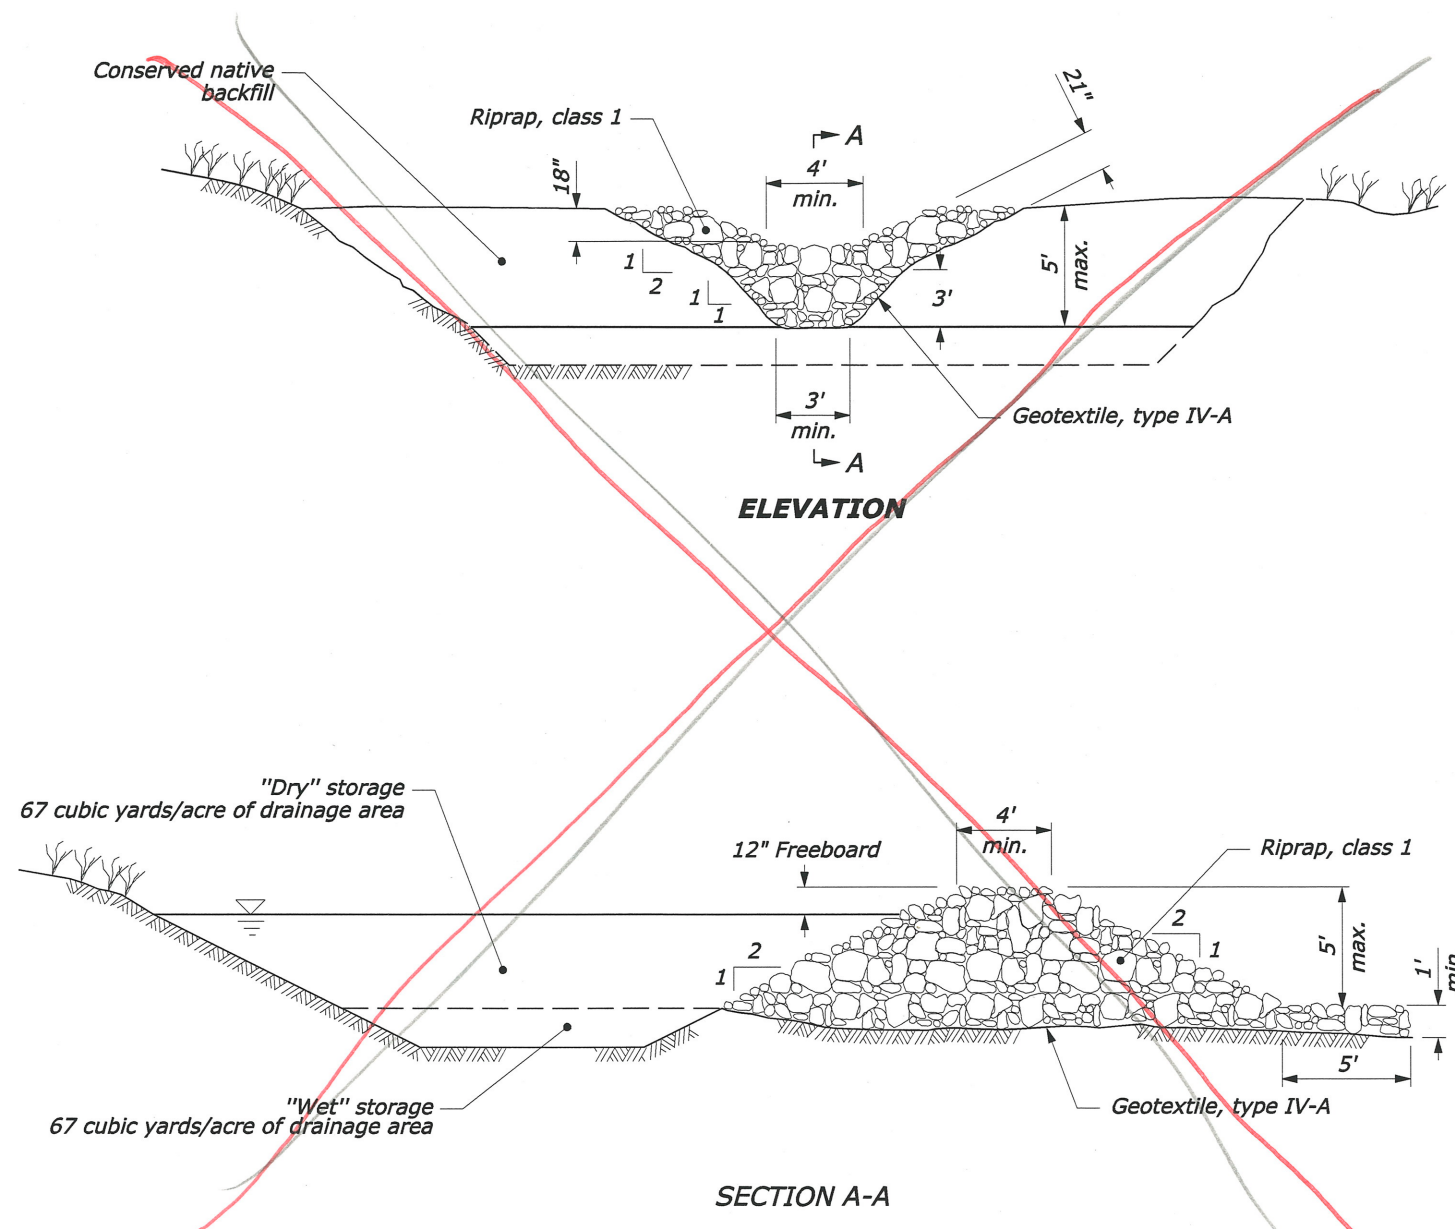 Conserved native
backfill
Riprap, class 1
21"
A
18"
4'
min.
1
2
1
1
3'
5'
max.
3'
min.
Geotextile, type IV-A
A
ELEVATION
"Dry" storage
67 cubic yards/acre of drainage area
12" Freeboard
4'
min.
Riprap, class 1
2
1
2
1
5'
max.
1'
min
5'
"Wet" storage
67 cubic yards/acre of drainage area
Geotextile, type IV-A
SECTION A-A